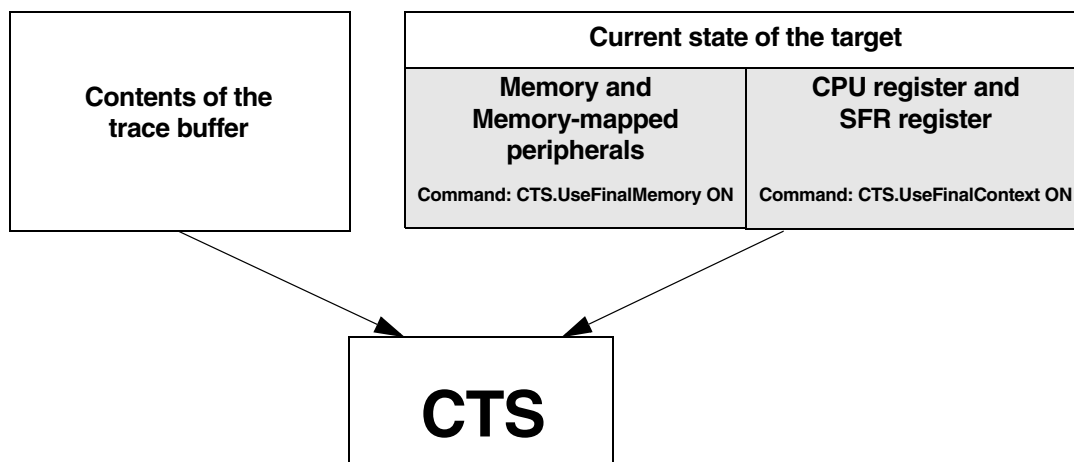 Contents of the
trace buffer
Current state of the target
Memory and
Memory-mapped
peripherals
Command: CTS.UseFinalMemory ON
CPU register and
SFR register
Command: CTS.UseFinalContext ON
CTS